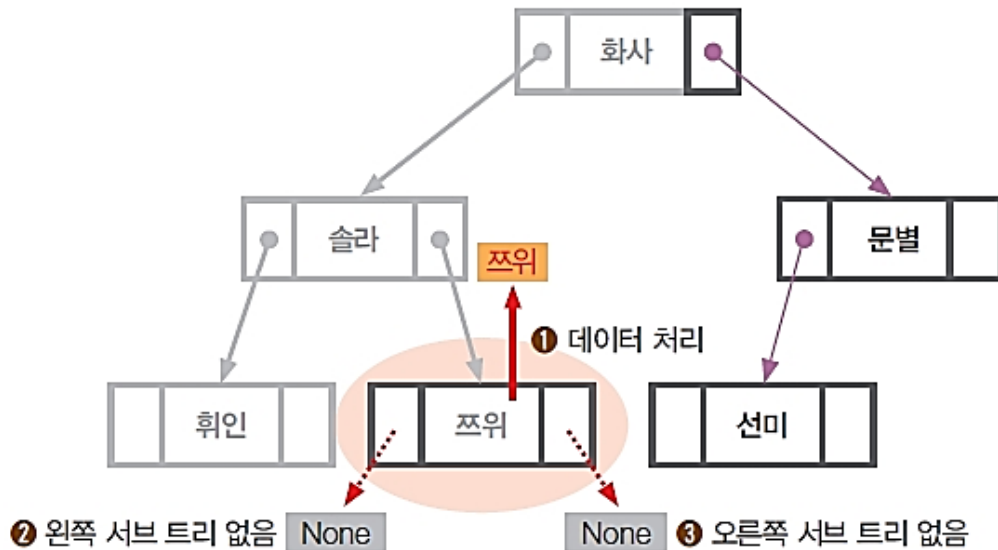 화사
솔라
쯔위
문별
❶ 데이터 처리
휘인
쯔위
선미
❷ 왼쪽 서브 트리 없음 None
None ❸ 오른쪽 서브 트리 없음